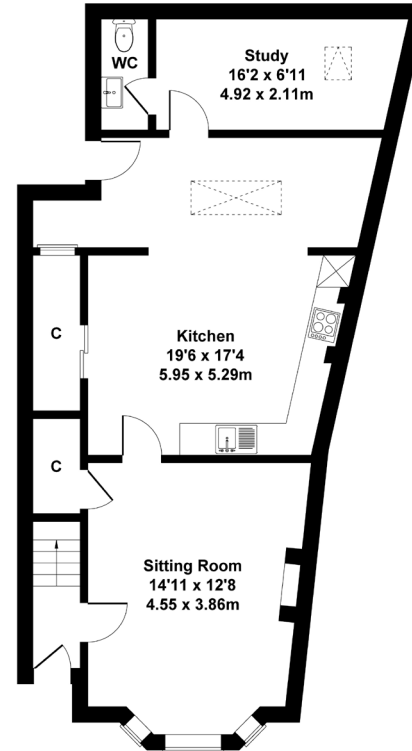 WC
Study
16'2 x 6'11
4.92 x 2.11m
C
Kitchen
19'6 x 17'4
5.95 x 5.29m
C
Sitting Room
14'11 x 12'8
4.55 x 3.86m